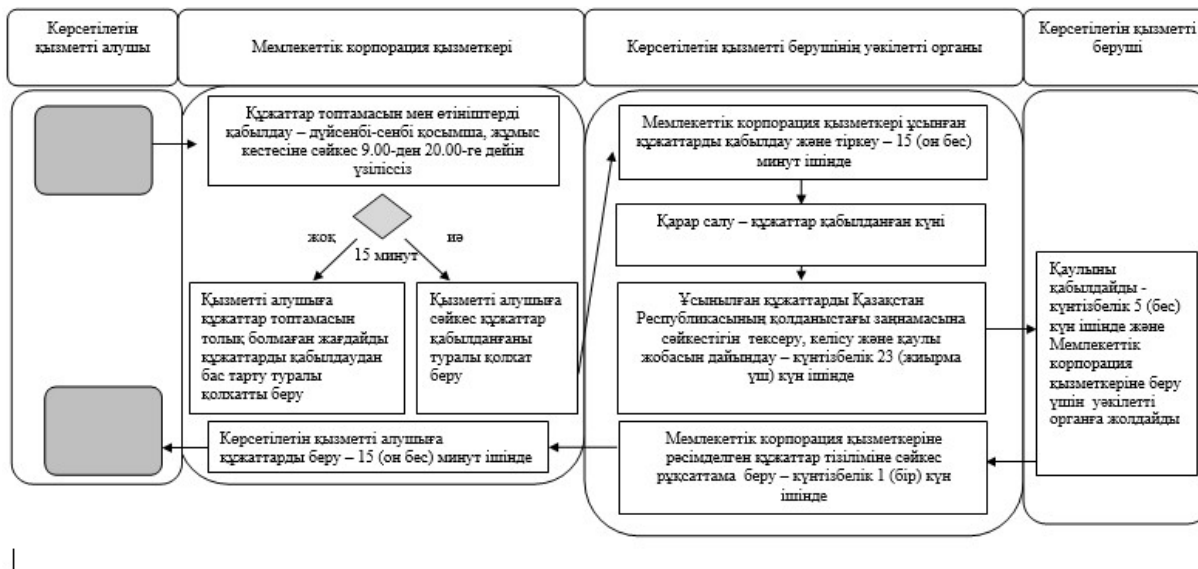 Көрсетілетін
қызметті алушы
Мемлекеттік корпорация қызметкері
Көрсетілетін қызметті берушінің уәкілетті органы
Көрсетілетін қызметті
беруші
Құжаттар топтамасын мен өтініштерді
қабылдау – дүйсенбі-сенбі қосымша, жұмыс
кестесіне сәйкес 9.00-ден 20.00-ге дейін
үзіліссіз
жоқ
иә
15 минут
Қызметті алушыға
құжаттар топтамасын
толық болмаған жағдайды
құжаттарды қабылдаудан
бас тарту туралы
қолхатты беру
Қызметті алушыға
сәйкес құжаттар
қабылданғаны
туралы қолхат
беру
Көрсетілетін қызметті алушыға
құжаттарды беру – 15 (он бес) минут ішінде
Мемлекеттік корпорация қызметкері ұсынған
құжаттарды қабылдау және тіркеу – 15 (он бес)
минут ішінде
Қарар салу – құжаттар қабылданған күні
Ұсынылған құжаттарды Қазақстан
Республикасының қолданыстағы заңнамасына
сәйкестігін тексеру, келісу және қаулы
жобасын дайындау – күнтізбелік 23 (жиырма
үш) күн ішінде
Мемлекеттік корпорация қызметкеріне
рәсімделген құжаттар тізіліміне сәйкес
рұқсаттама беру – күнтізбелік 1 (бір) күн
ішінде
Қаулыны
қабылдайды -
күнтізбелік 5 (бес)
күн ішінде және
Мемлекеттік
корпорация
қызметкеріне беру
үшін уәкілетті
органға жолдайды